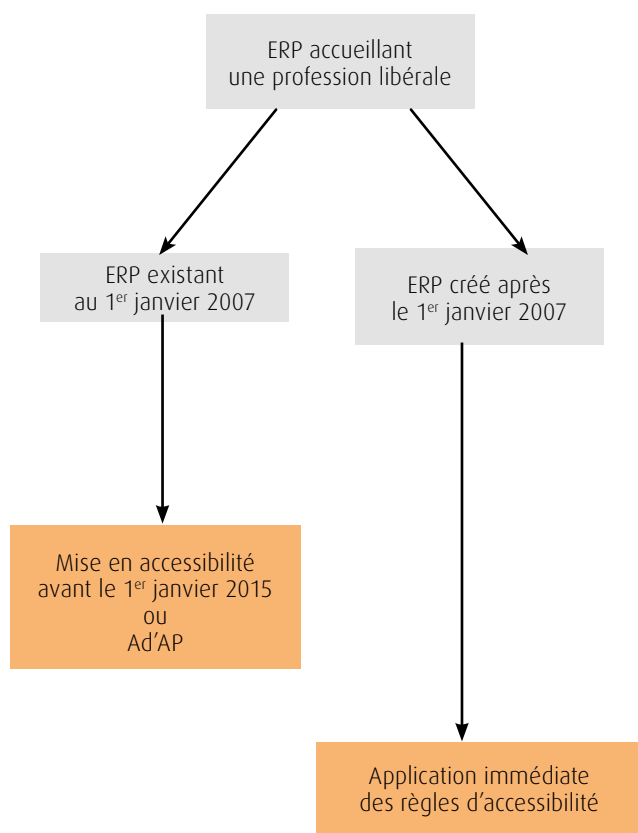 ERP accueillant
une profession libérale
ERP existant
au 1er janvier 2007
ERP créé après
le 1er janvier 2007
Mise en accessibilité
avant le 1er janvier 2015
ou
Ad’AP
Application immédiate
des règles d’accessibilité